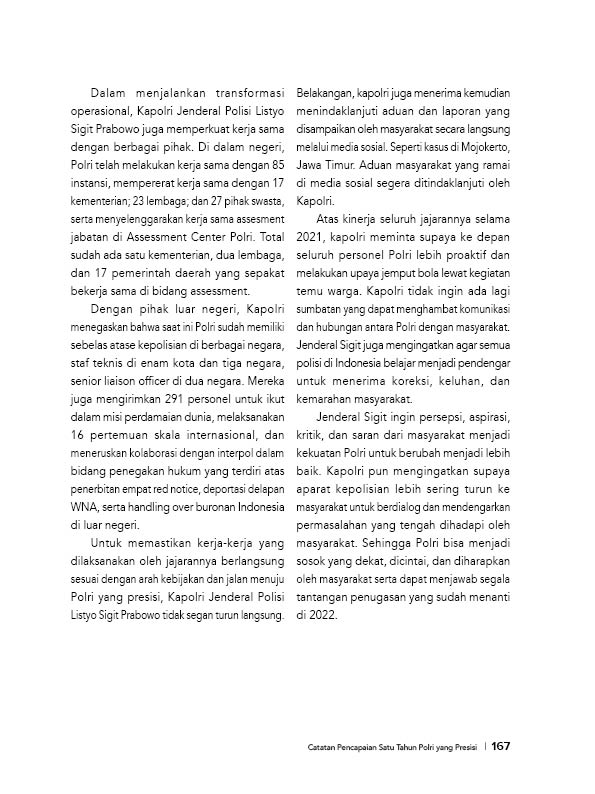 Dalam menjalankan transformasi
operasional, Kapolri Jenderal Polisi Listyo
Sigit Prabowo juga memperkuat kerja sama
dengan berbagai pihak. Di dalam negeri,
Polri telah melakukan kerja sama dengan 85
instansi, mempererat kerja sama dengan 17
kementerian; 23 lembaga; dan 27 pihak swasta,
serta menyelenggarakan kerja sama assesment
jabatan di Assessment Center Polri. Total
sudah ada satu kementerian, dua lembaga,
dan 17 pemerintah daerah yang sepakat
bekerja sama di bidang assessment.
Dengan pihak luar negeri, Kapolri
menegaskan bahwa saat ini Polri sudah memiliki
sebelas atase kepolisian di berbagai negara,
staf teknis di enam kota dan tiga negara,
senior liaison officer di dua negara. Mereka
juga mengirimkan 291 personel untuk ikut
dalam misi perdamaian dunia, melaksanakan
16 pertemuan skala internasional, dan
meneruskan kolaborasi dengan interpol dalam
bidang penegakan hukum yang terdiri atas
penerbitan empat red notice, deportasi delapan
WNA, serta handling over buronan Indonesia
di luar negeri.
Untuk memastikan kerja-kerja yang
dilaksanakan oleh jajarannya berlangsung
sesuai dengan arah kebijakan dan jalan menuju
Polri yang presisi, Kapolri Jenderal Polisi
Listyo Sigit Prabowo tidak segan turun langsung.
Belakangan, kapolri juga menerima kemudian
menindaklanjuti aduan dan laporan yang
disampaikan oleh masyarakat secara langsung
melalui media sosial. Seperti kasus di Mojokerto,
Jawa Timur. Aduan masyarakat yang ramai
di media sosial segera ditindaklanjuti oleh
Kapolri.
Atas kinerja seluruh jajarannya selama
2021, kapolri meminta supaya ke depan
seluruh personel Polri lebih proaktif dan
melakukan upaya jemput bola lewat kegiatan
temu warga. Kapolri tidak ingin ada lagi
sumbatan yang dapat menghambat komunikasi
dan hubungan antara Polri dengan masyarakat.
Jenderal Sigit juga mengingatkan agar semua
polisi di Indonesia belajar menjadi pendengar
untuk menerima koreksi, keluhan, dan
kemarahan masyarakat.
Jenderal Sigit ingin persepsi, aspirasi,
kritik, dan saran dari masyarakat menjadi
kekuatan Polri untuk berubah menjadi lebih
baik. Kapolri pun mengingatkan supaya
aparat kepolisian lebih sering turun ke
masyarakat untuk berdialog dan mendengarkan
permasalahan yang tengah dihadapi oleh
masyarakat. Sehingga Polri bisa menjadi
sosok yang dekat, dicintai, dan diharapkan
oleh masyarakat serta dapat menjawab segala
tantangan penugasan yang sudah menanti
di 2022.
Catatan Pencapaian Satu Tahun Polri yang Presisi | 167